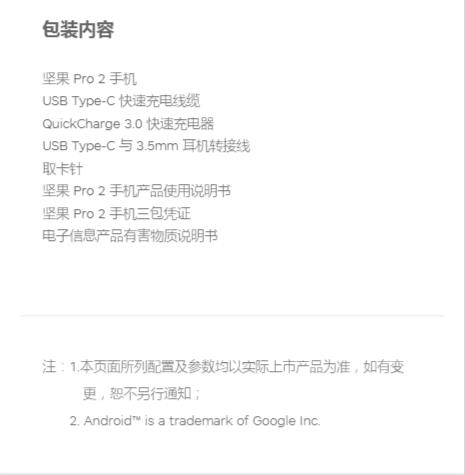 包装内容
坚果 Pro 2 手机
USB Type-C 快速充电线缆
QuickCharge 3.0 快速充电器
USB Type-C 与 3.5mm 耳机转接线
取卡针
坚果 Pro 2 手机产品使用说明书
坚果 Pro 2 手机三包凭证
电子信息产品有害物质说明书
注：1.本页面所列配置及参数均以实际上市产品为准，如有变
更，恕不另行通知；
2. Android™ is a trademark of Google Inc.